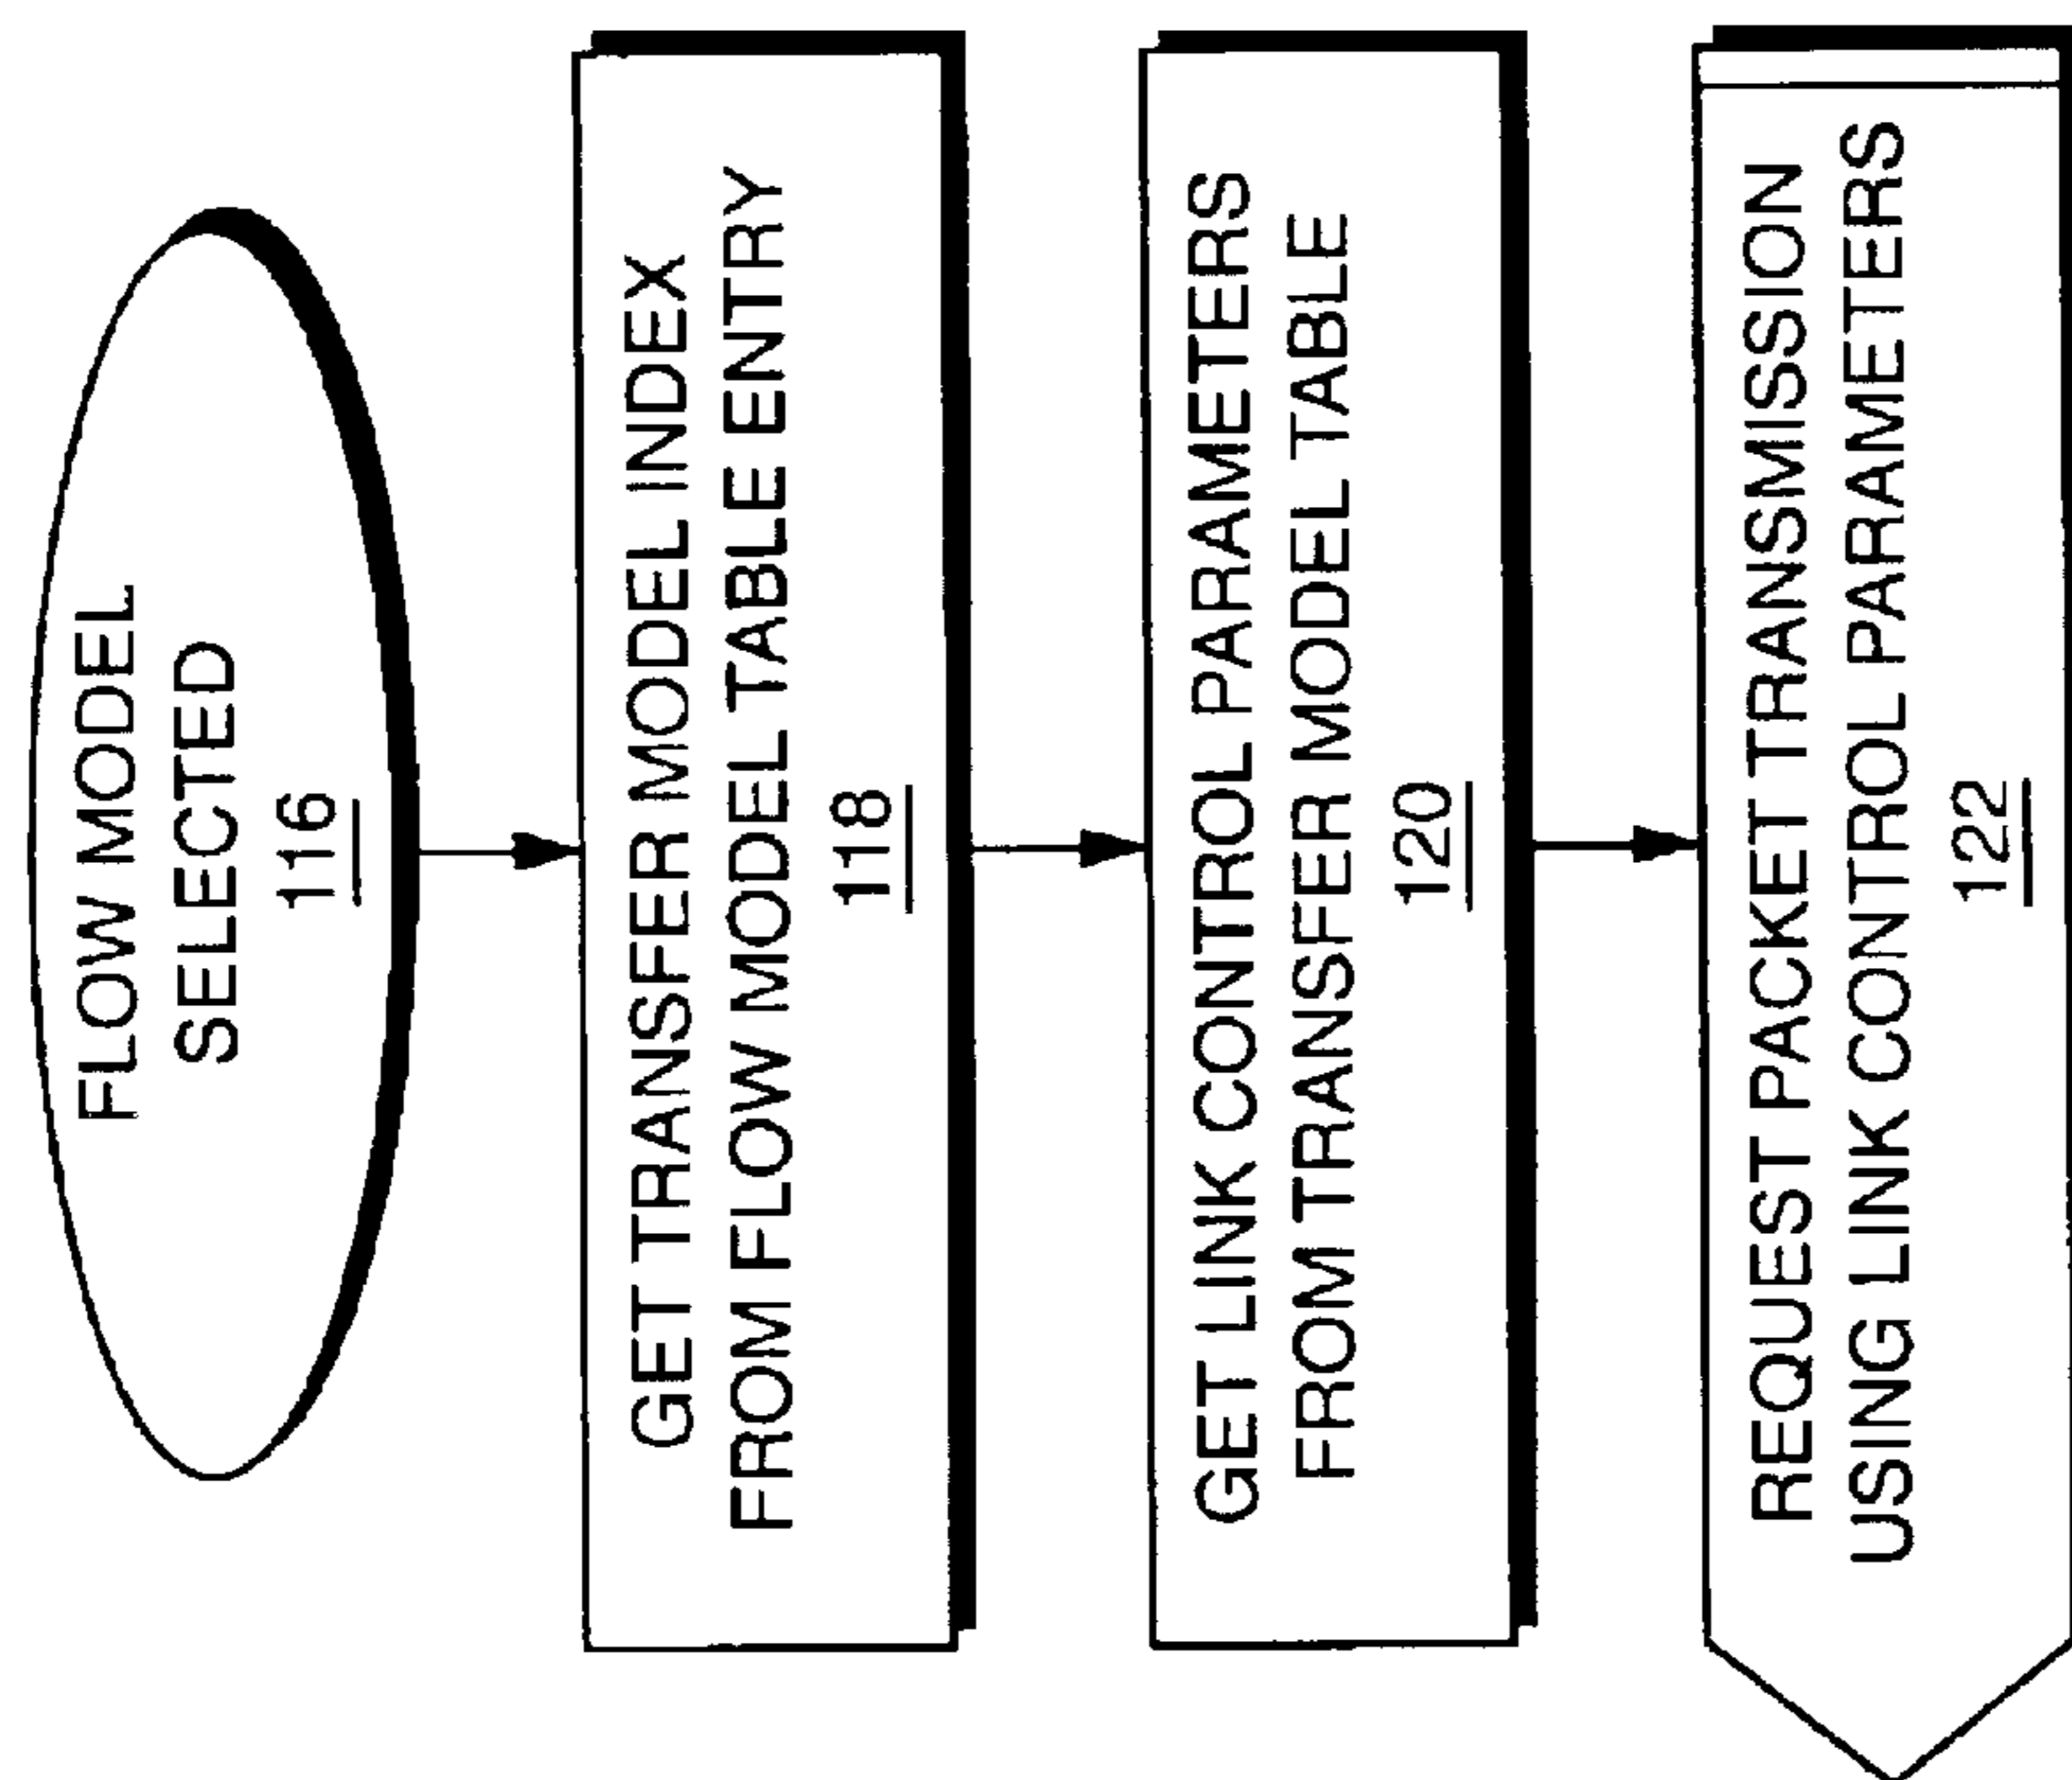 FLOW MODEL
SELECTED
116
GET TRANSFER MODEL INDEX
FROM FLOW MODEL TABLE ENTRY
118
GET LINK CONTROL PARAMETERS
FROM TRANSFER MODEL TABLE
120
REQUEST PACKET TRANSMISSION
USING LINK CONTROL PARAMETERS
122